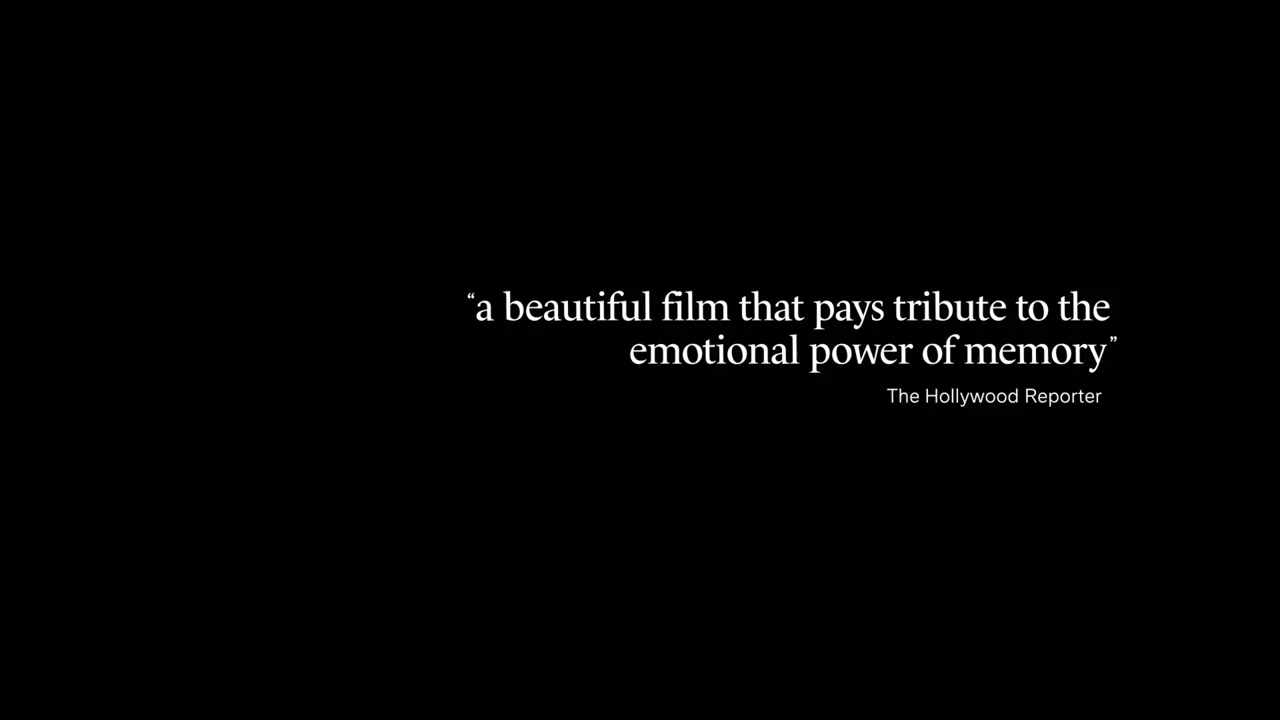 “a beautiful film that pays tribute to the
emotional power of memory”
The Hollywood Reporter